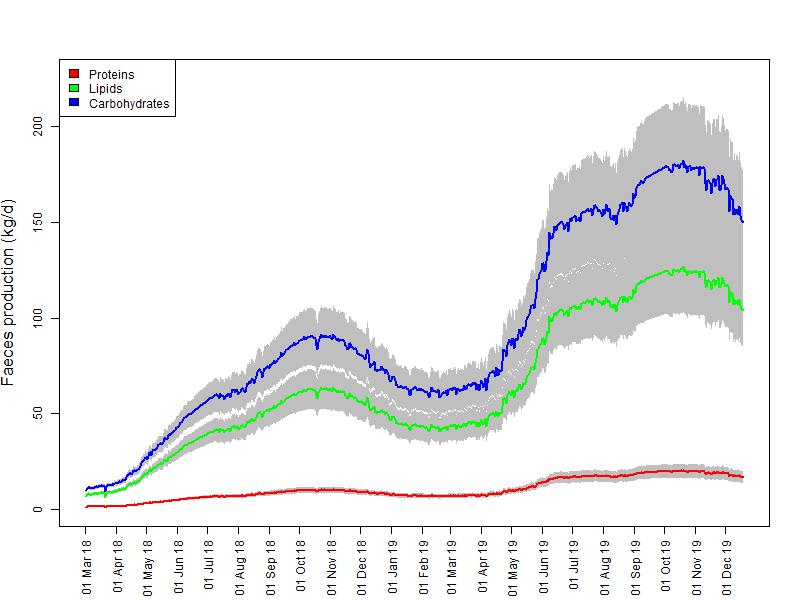 Proteins
Lipids
Carbohydrates
Faeces production (kg/d)
200
150
100
50
0
01 Mar 18
01 Apr 18
01 May 18
01 Jun 18
01 Jul 18
01 Aug 18
01 Sep 18
01 Oct 18
01 Nov 18
01 Dec 18
01 Jan 19
01 Feb 19
01 Mar 19
01 Apr 19
01 May 19
01 Jun 19
01 Jul 19
01 Aug 19
01 Sep 19
01 Oct 19
01 Nov 19
01 Dec 19